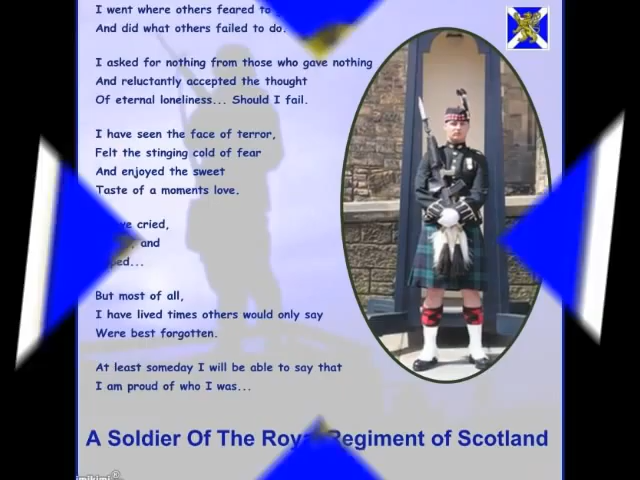 I went where others feared to
And did what others failed to do.
I asked for nothing from those who gave nothing
And reluctantly accepted the thought
Of eternal loneliness... Should I fail.
I have seen the face of terror,
Felt the stinging cold of fear
And enjoyed the sweet
Taste of a moments love.
cried,
and
But most of all,
I have lived times others would only say
Were best forgotten.
At least someday I will be able to say that
I am proud of who I was...
A Soldier Of The Royal Regiment of Scotland